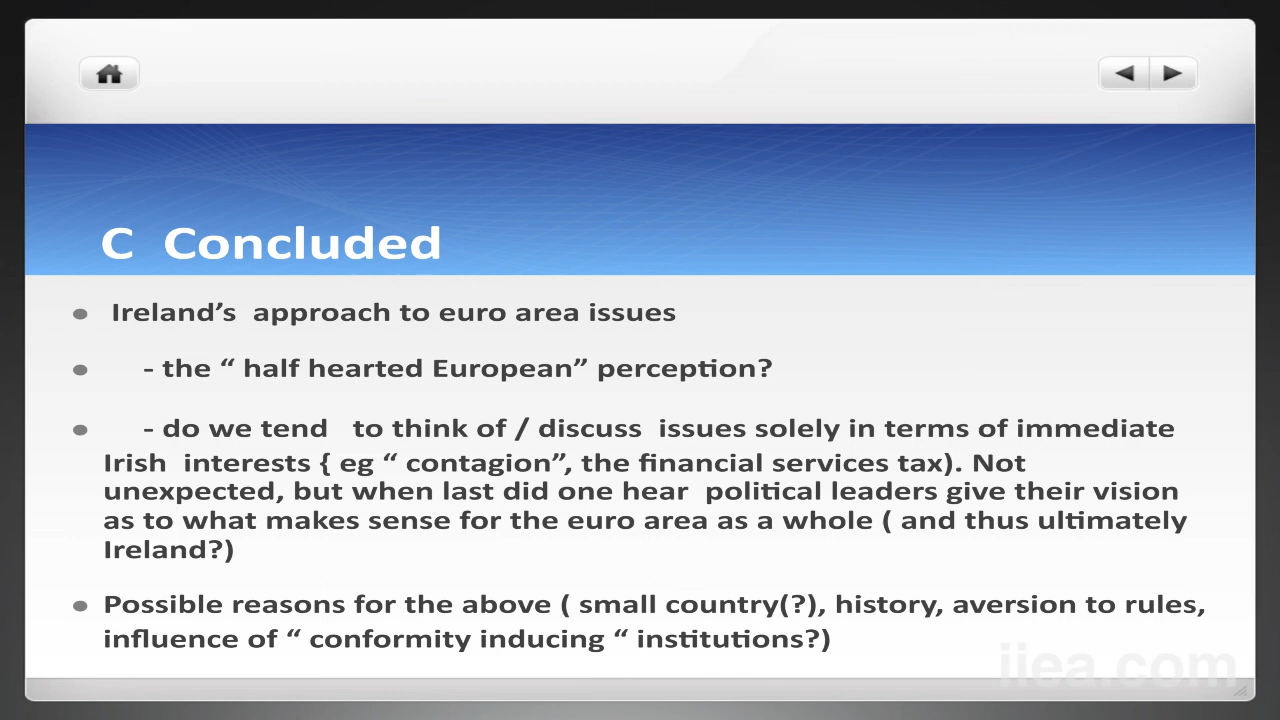 C  Concluded
Ireland’s  approach to euro area issues
- the “ half hearted European” perception?
- do we tend   to think of / discuss  issues solely in terms of immediate
Irish  interests { eg “ contagion”, the financial services tax). Not
unexpected, but when last did one hear  political leaders give their vision
as to what makes sense for the euro area as a whole ( and thus ultimately
Ireland?)
Possible reasons for the above ( small country(?), history, aversion to rules,
influence of “ conformity inducing “ institutions?)
iiea.com